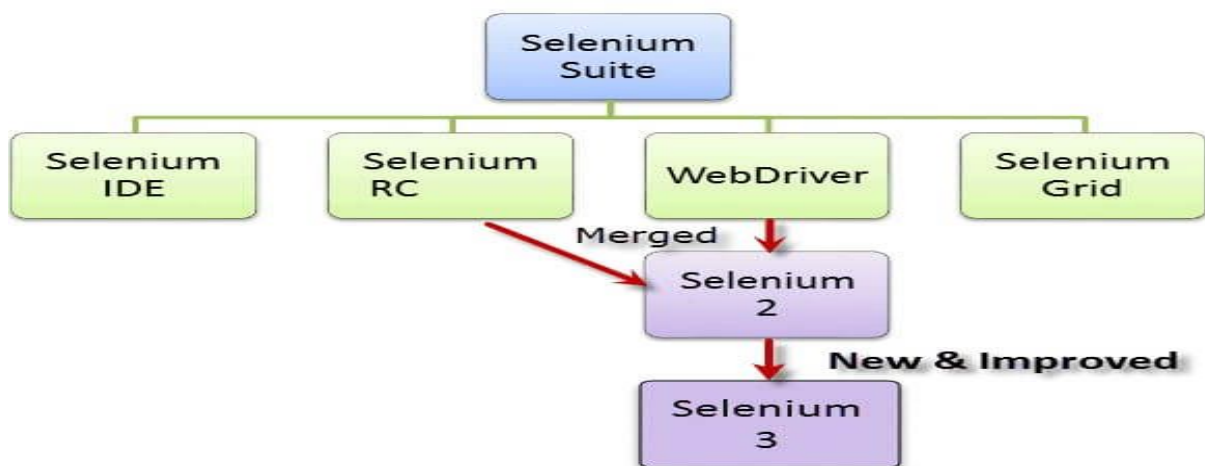 Selenium
Suite
Selenium
IDE
Selenium
RC
WebDriver
Selenium
Grid
Merged
Selenium
2
New & Improved
Selenium
3